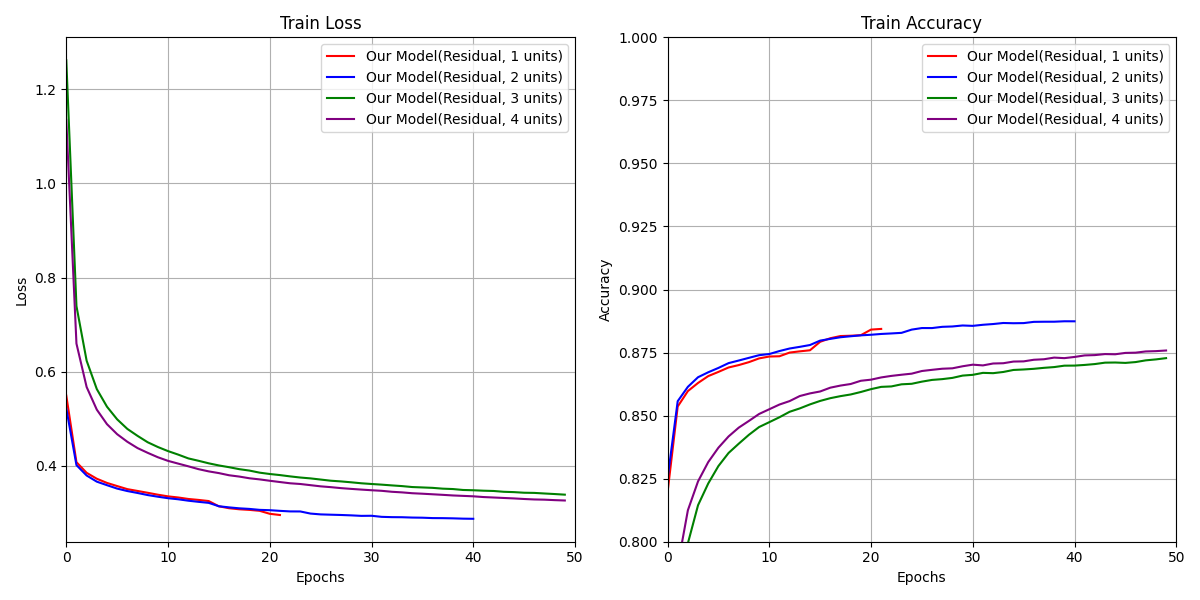 Train Loss
Our Model(Residual, 1 units)
Our Model(Residual, 2 units)
Our Model(Residual, 3 units)
Our Model(Residual, 4 units)
1.2
1.0
0.8
0.6
0.4
Loss
0 10 20 30 40 50
Epochs
Train Accuracy
Our Model(Residual, 1 units)
Our Model(Residual, 2 units)
Our Model(Residual, 3 units)
Our Model(Residual, 4 units)
1.000
0.975
0.950
0.925
0.900
0.875
0.850
0.825
0.800
Accuracy
0 10 20 30 40 50
Epochs